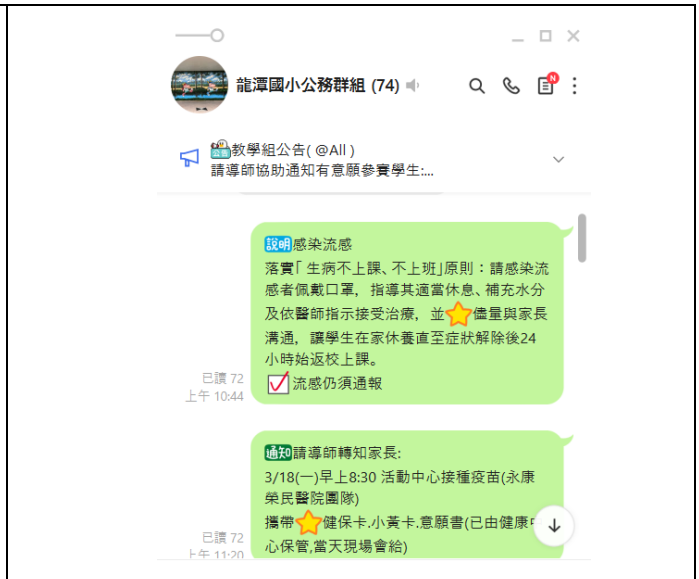 龍潭國小公務群組 (74)
N
公告教學組公告( @All )
請導師協助通知有意願參賽學生:...
說明感染流感
落實「 生病不上課、不上班」原則：請感染流
感者佩戴口罩， 指導其適當休息、補充水分
及依醫師指示接受治療， 並儘量與家長
溝通， 讓學生在家休養直至症狀解除後24
小時始返校上課。
流感仍須通報
已讀 72
上午 10:44
通知請導師轉知家長:
3/18(一)早上8:30 活動中心接種疫苗(永康
榮民醫院團隊)
攜帶健保卡.小黃卡.意願書(已由健康中
心保管,當天現場會給)
已讀 72
上午 11:20